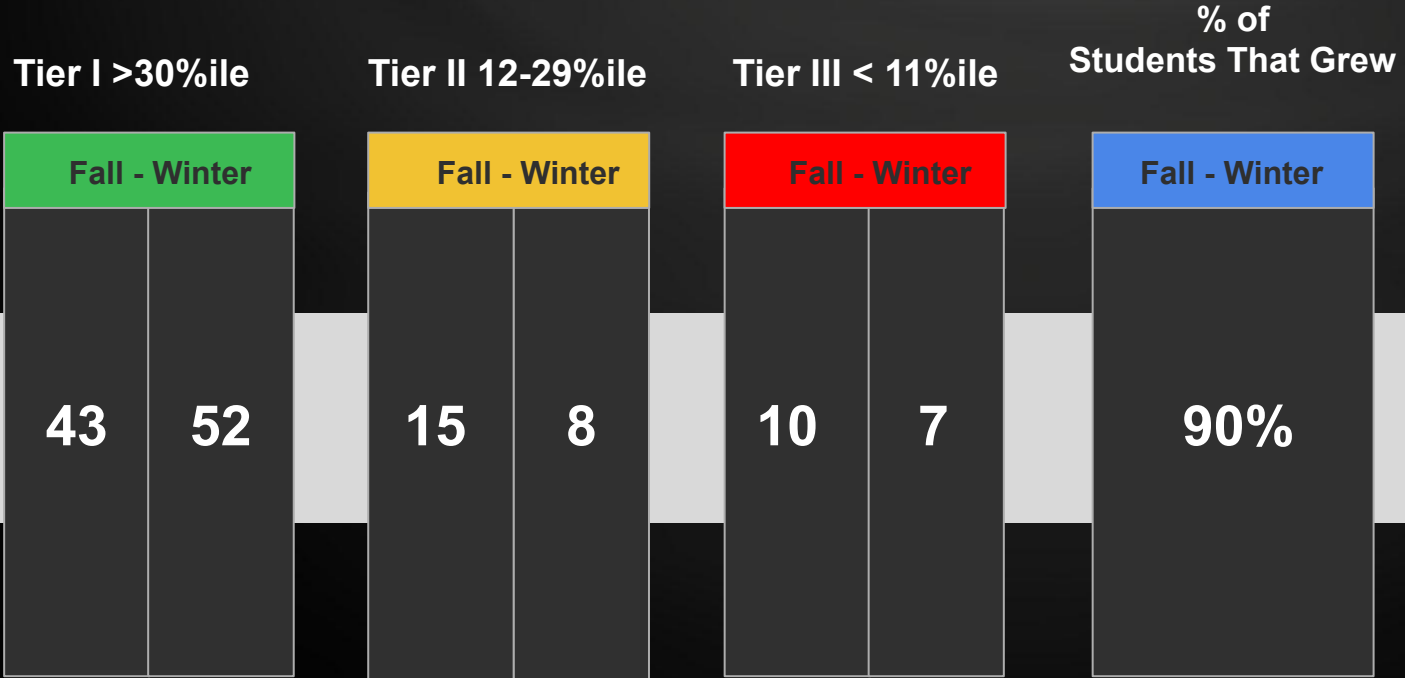 Tier I >30%ile
Tier II 12-29%ile
Tier III < 11%ile
% of
Students That Grew
Fall - Winter
Fall - Winter
Fall - Winter
Fall - Winter
43
52
15
8
10
7
90%